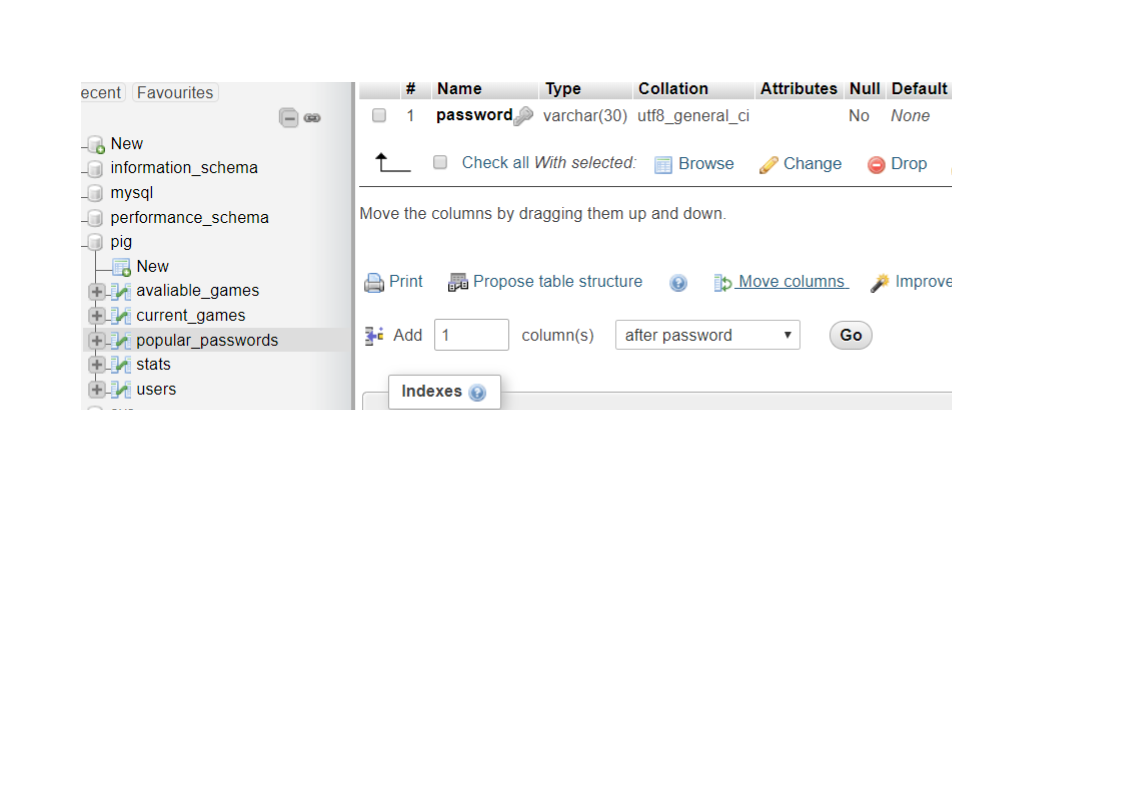 ecent Favourites
New
information_schema
mysql
performance_schema
pig
New
avaliable_games
current_games
popular_passwords
stats
users
# Name Type Collation Attributes Null Default
1 password varchar(30) utf8_general_ci No None
Check all With selected: Browse Change Drop
Move the columns by dragging them up and down.
Print Propose table structure Move columns Improve
Add 1 column(s) after password Go
Indexes